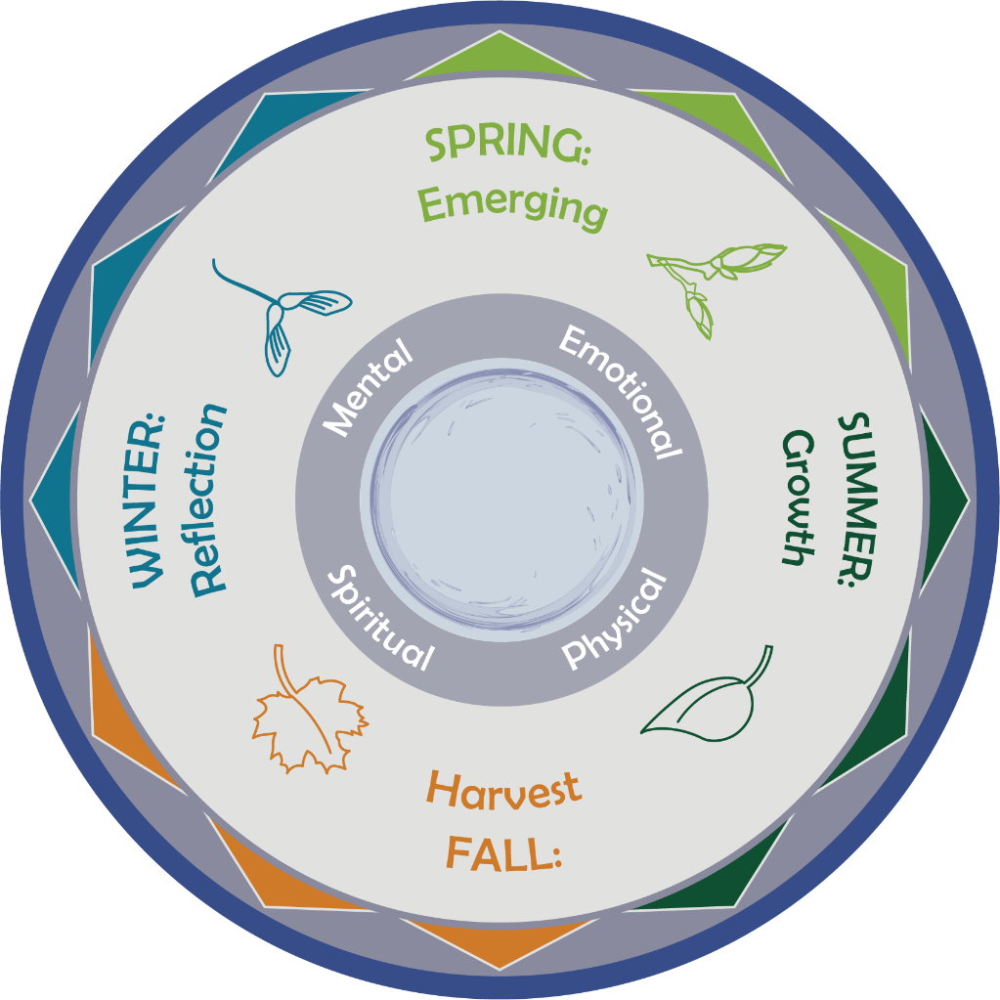 SPRING:
Emerging
SUMMER:
Growth
Harvest
FALL:
WINTER:
Reflection
Mental
Emotional
Physical
Spiritual